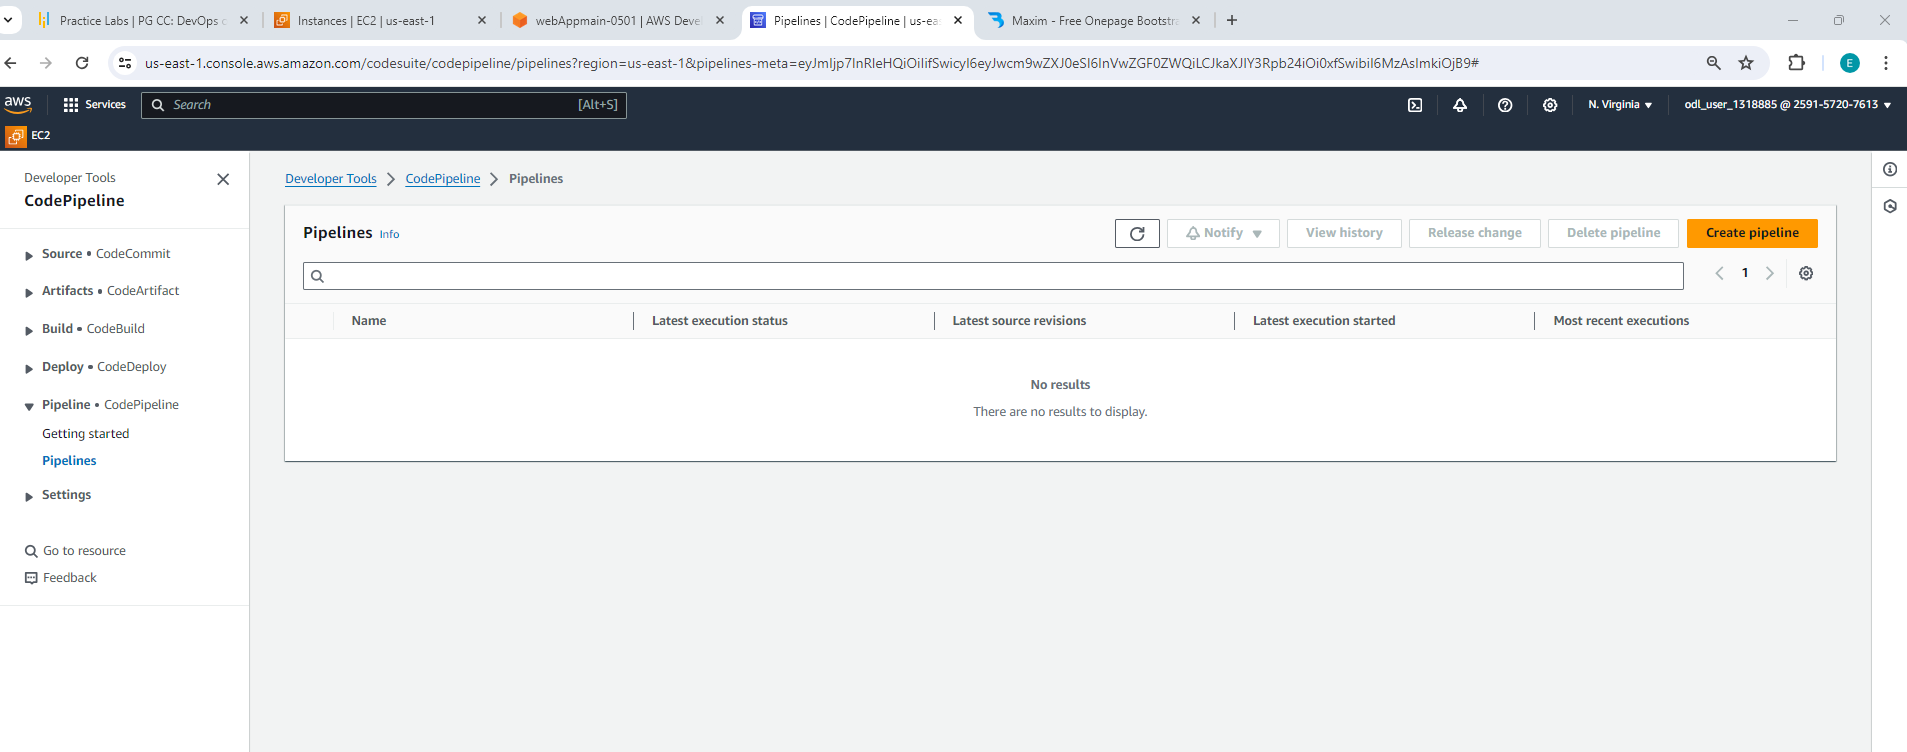 Practice Labs | PG CC: DevOps c
Instances | EC2 | us-east-1
webAppmain-0501 | AWS Devel
Pipelines | CodePipeline | us-eas
Maxim - Free Onepage Bootstra
us-east-1.console.aws.amazon.com/codesuite/codepipeline/pipelines?region=us-east-1&pipelines-meta=
E
aws
Services
Search
[Alt+S]
N. Virginia
odl_user_1318885 @ 2591-5720-7613
EC2
Developer Tools
CodePipeline
Source • CodeCommit
Artifacts • CodeArtifact
Build • CodeBuild
Deploy • CodeDeploy
Pipeline • CodePipeline
Getting started
Pipelines
Settings
Go to resource
Feedback
Developer Tools
CodePipeline
Pipelines
Pipelines Info
Notify
View history
Release change
Delete pipeline
Create pipeline
1
Name
Latest execution status
Latest source revisions
Latest execution started
Most recent executions
No results
There are no results to display.